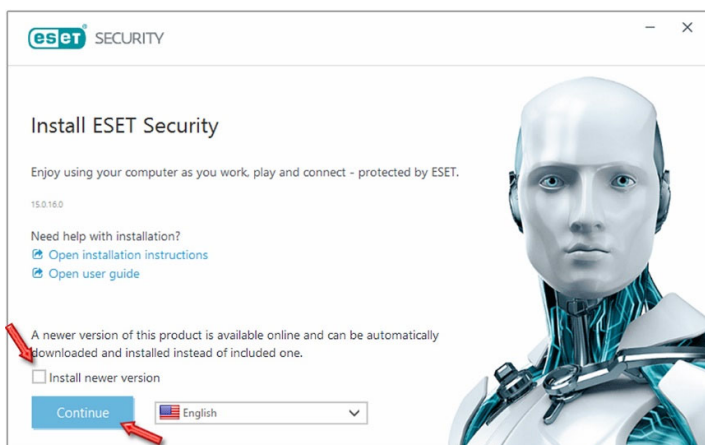 eset SECURITY
Install ESET Security
Enjoy using your computer as you work, play and connect - protected by ESET.
15.0.16.0
Need help with installation?
Open installation instructions
Open user guide
A newer version of this product is available online and can be automatically
downloaded and installed instead of included one.
Install newer version
Continue
English